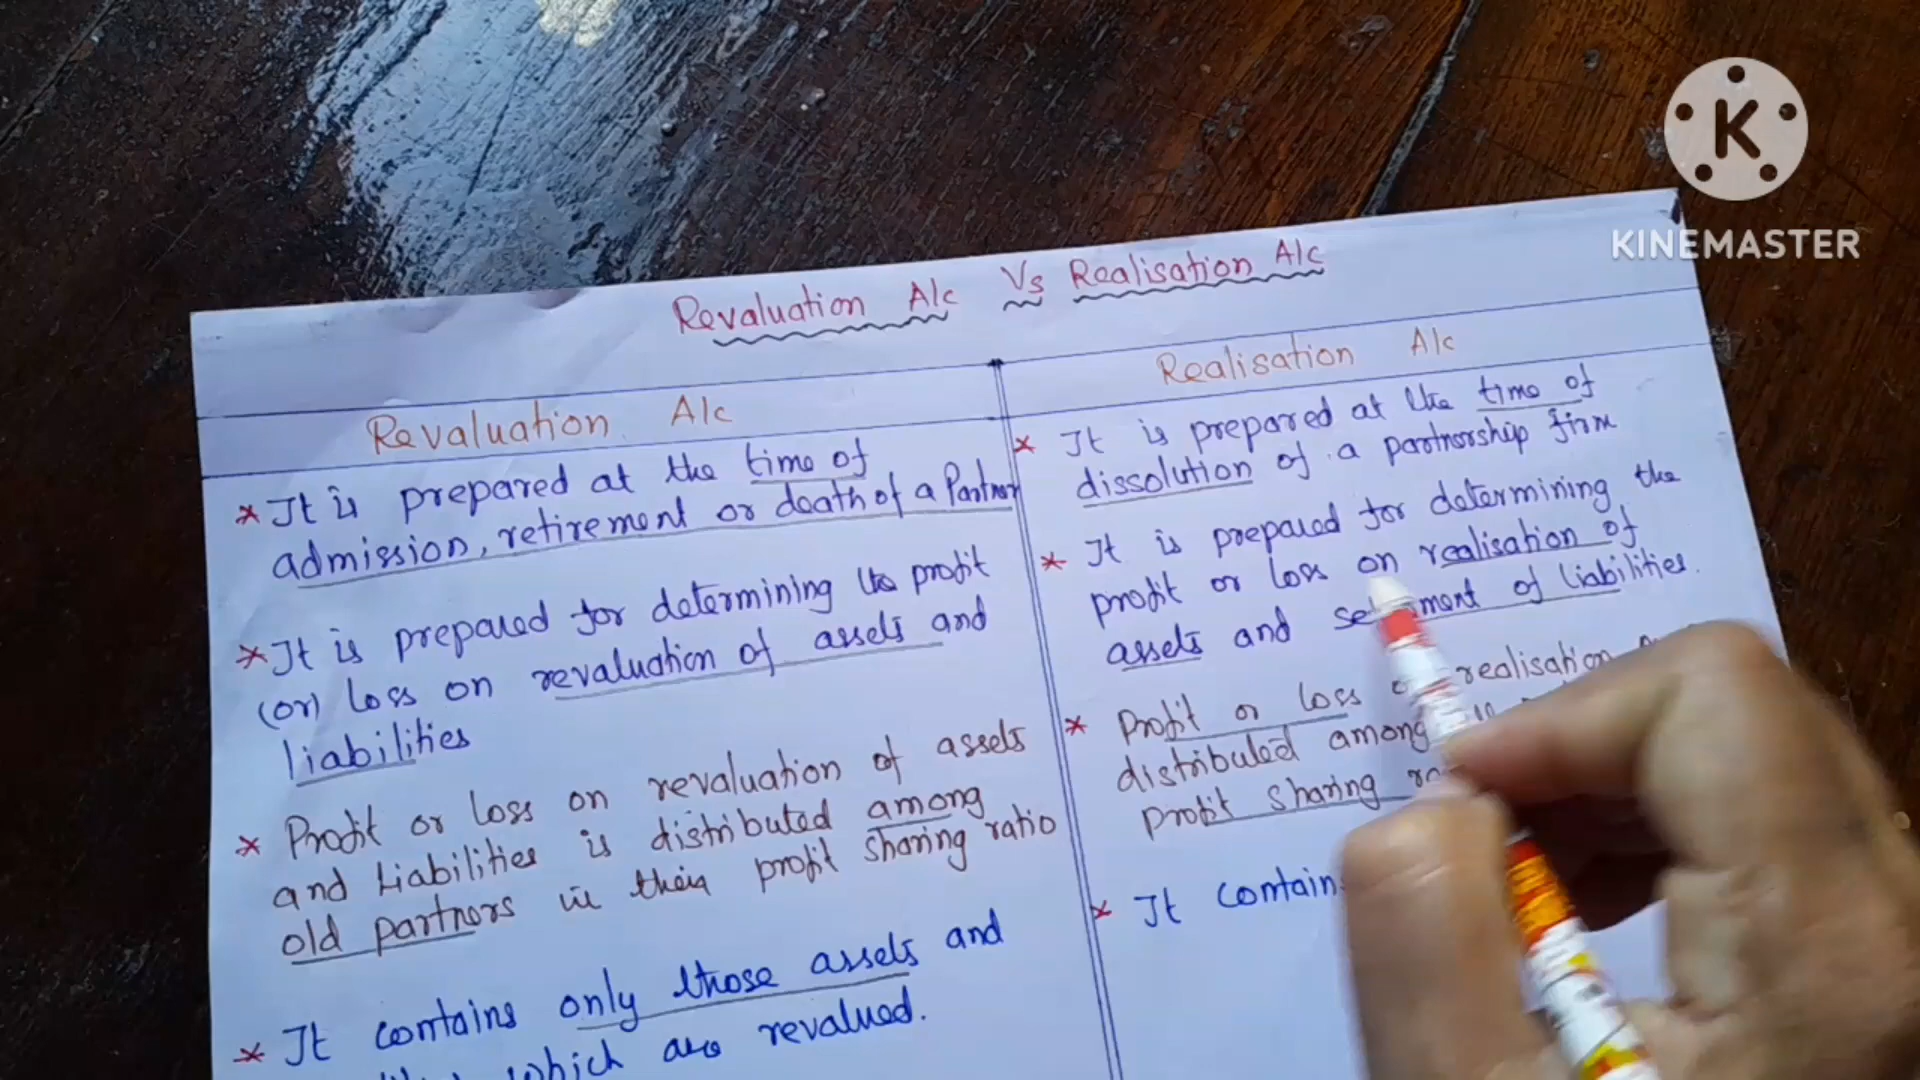 K
KINEMASTER
Revaluation A/c Vs Realisation A/c
Revaluation A/c
* It is prepared at the time of
admission, retirement or death of a Partner
* It is prepared for determining the profit
(or) loss on revaluation of assets and
liabilities
* Profit or loss on revaluation of assets
and liabilities is distributed among
old partners in their profit sharing ratio
* It contains only those assets and
which are revalued.
Realisation A/c
* It is prepared at the time of
dissolution of a partnership firm
* It is prepared for determining the
profit or loss on realisation of
assets and of liabilities.
* Profit or loss realisation
distributed among
profit sharing
* It contain